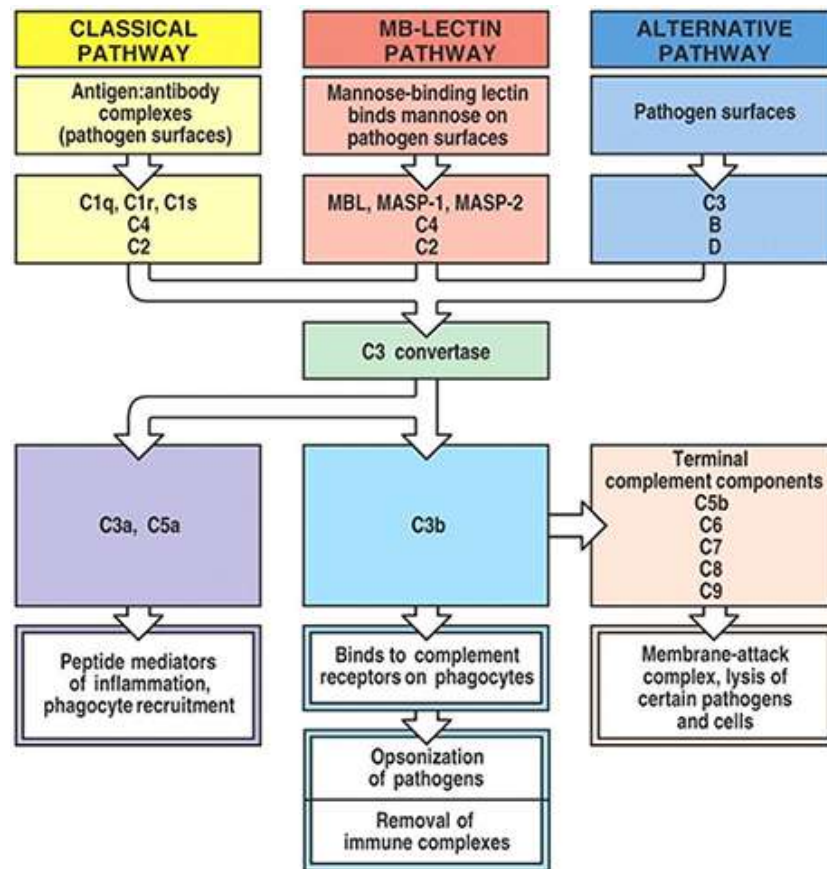 CLASSICAL
PATHWAY
MB-LECTIN
PATHWAY
ALTERNATIVE
PATHWAY
Antigen:antibody
complexes
(pathogen surfaces)
Mannose-binding lectin
binds mannose on
pathogen surfaces
Pathogen surfaces
C1q, C1r, C1s
C4
C2
MBL, MASP-1, MASP-2
C4
C2
C3
B
D
C3 convertase
C3a, C5a
C3b
Terminal
complement components
C5b
C6
C7
C8
C9
Peptide mediators
of inflammation,
phagocyte recruitment
Binds to complement
receptors on phagocytes
Membrane-attack
complex, lysis of
certain pathogens
and cells
Opsonization
of pathogens
Removal of
immune complexes